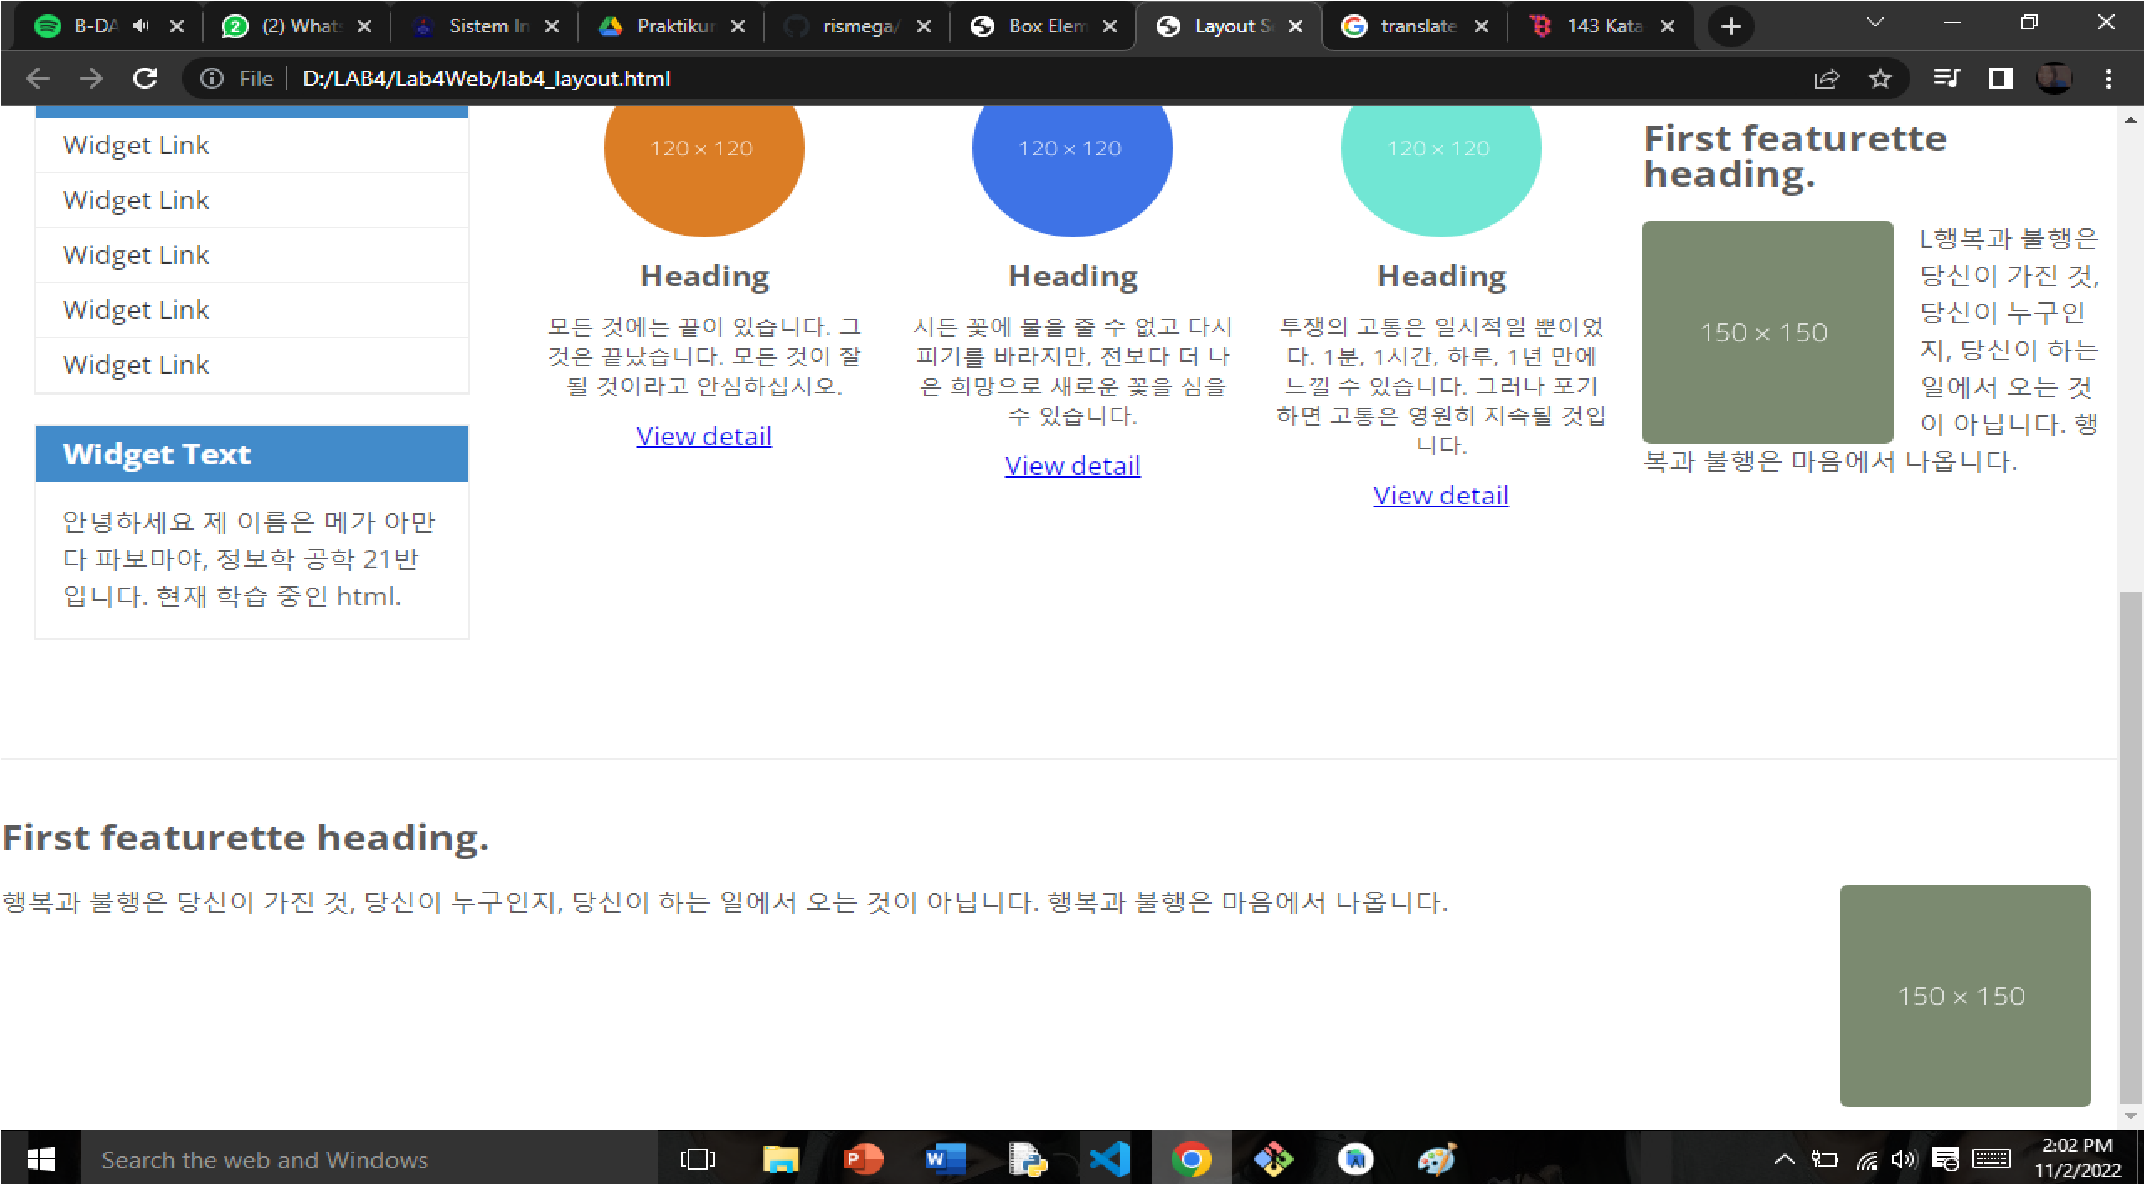 B-DA
(2) Whats
Sistem In
Praktikur
rismega/
Box Elem
Layout S
translate
143 Kata
File
D:/LAB4/Lab4Web/lab4_layout.html
Widget Link
Widget Link
Widget Link
Widget Link
Widget Link
Widget Text
안녕하세요 제 이름은 메가 아만
다 파보마야, 정보학 공학 21반
입니다. 현재 학습 중인 html.
120 × 120
Heading
모든 것에는 끝이 있습니다. 그
것은 끝났습니다. 모든 것이 잘
될 것이라고 안심하십시오.
View detail
120 × 120
Heading
시든 꽃에 물을 줄 수 없고 다시
피기를 바라지만, 전보다 더 나
은 희망으로 새로운 꽃을 심을
수 있습니다.
View detail
120 × 120
Heading
투쟁의 고통은 일시적일 뿐이었
다. 1분, 1시간, 하루, 1년 만에
느낄 수 있습니다. 그러나 포기
하면 고통은 영원히 지속될 것입
니다.
View detail
First featurette
heading.
150 × 150
L행복과 불행은
당신이 가진 것,
당신이 누구인
지, 당신이 하는
일에서 오는 것
이 아닙니다. 행
복과 불행은 마음에서 나옵니다.
First featurette heading.
행복과 불행은 당신이 가진 것, 당신이 누구인지, 당신이 하는 일에서 오는 것이 아닙니다. 행복과 불행은 마음에서 나옵니다.
150 × 150
Search the web and Windows
2:02 PM
11/2/2022